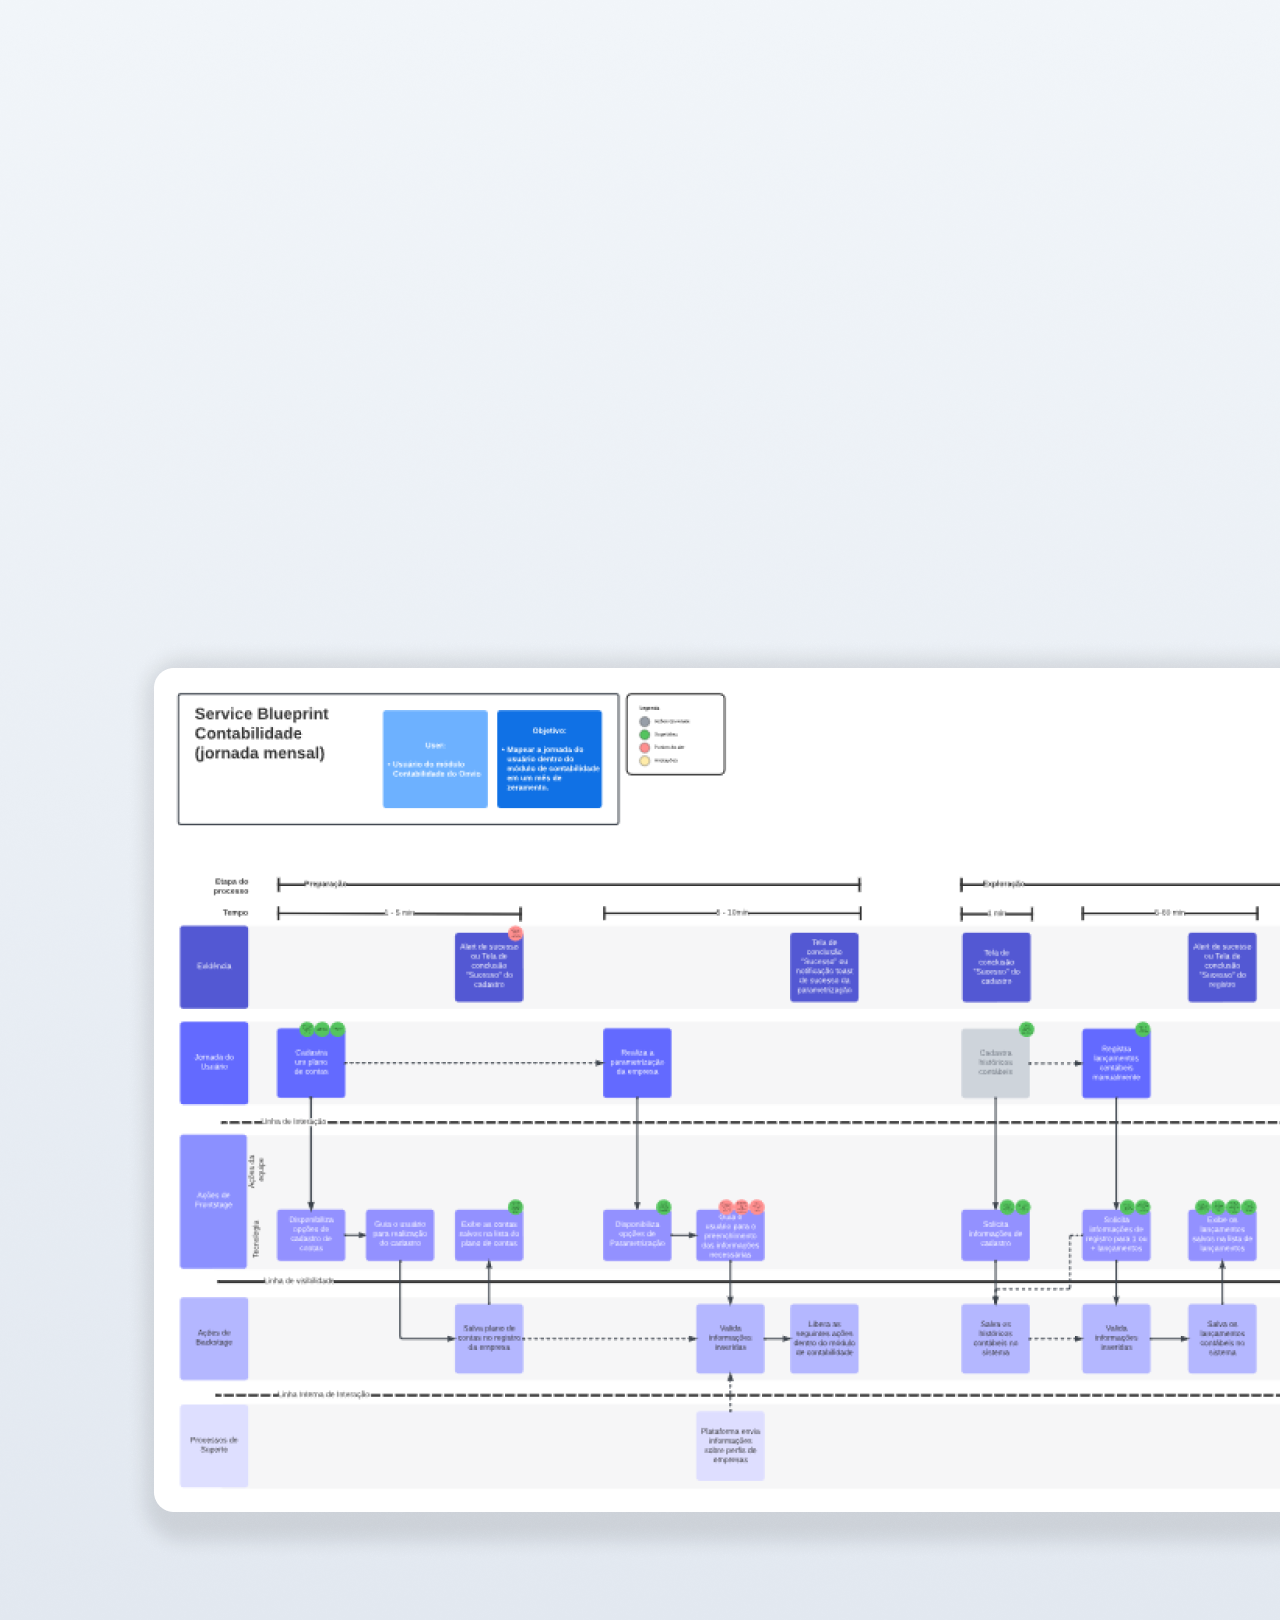 Service Blueprint
Contabilidade
(jornada mensal)
User:
• Usuário do módulo
Contabilidade do Onvio
Objetivo:
• Mapear a jornada do
usuário dentro do
módulo de contabilidade
em um mês de
zeramento.
Legenda
Sugestões
Etapa do
processo
Preparação
Exploração
Tempo
1 - 5 min
8 - 10min
1 min
5-60 min
Evidência
Alert de sucesso
ou Tela de
conclusão
"Sucesso" do
cadastro
Tela de
conclusão
"Sucesso" ou
notificação toast
de sucesso da
parametrização
Tela de
conclusão
"Sucesso" do
cadastro
Alert de sucesso
ou Tela de
conclusão
"Sucesso" do
registro
Jornada do
Usuário
Cadastra
um plano
de contas
Realiza a
parametrização
da empresa
Cadastra
históricos
contábeis
Registra
lançamentos
contábeis
manualmente
Linha de Interação
Ações de
Frontstage
Ações da
equipe
Tecnologia
Disponibiliza
opções de
cadastro de
contas
Guia o usuário
para realização
do cadastro
Exibe as contas
salvas na lista do
plano de contas
Disponibiliza
opções de
Parametrização
Guia o
usuário para o
preenchimento
das informações
necessárias
Solicita
informações de
cadastro
Solicita
informações de
registro para 1 ou
+ lançamentos
Exibe os
lançamentos
salvos na lista de
lançamentos
Linha de visibilidade
Ações de
Backstage
Salva plano de
contas no registro
da empresa
Valida
informações
inseridas
Libera as
seguintes ações
dentro do módulo
de contabilidade
Salva os
históricos
contábeis no
sistema
Valida
informações
inseridas
Salva os
lançamentos
contábeis no
sistema
Linha Interna de Interação
Processos de
Suporte
Plataforma envia
informações
sobre perfis de
empresas